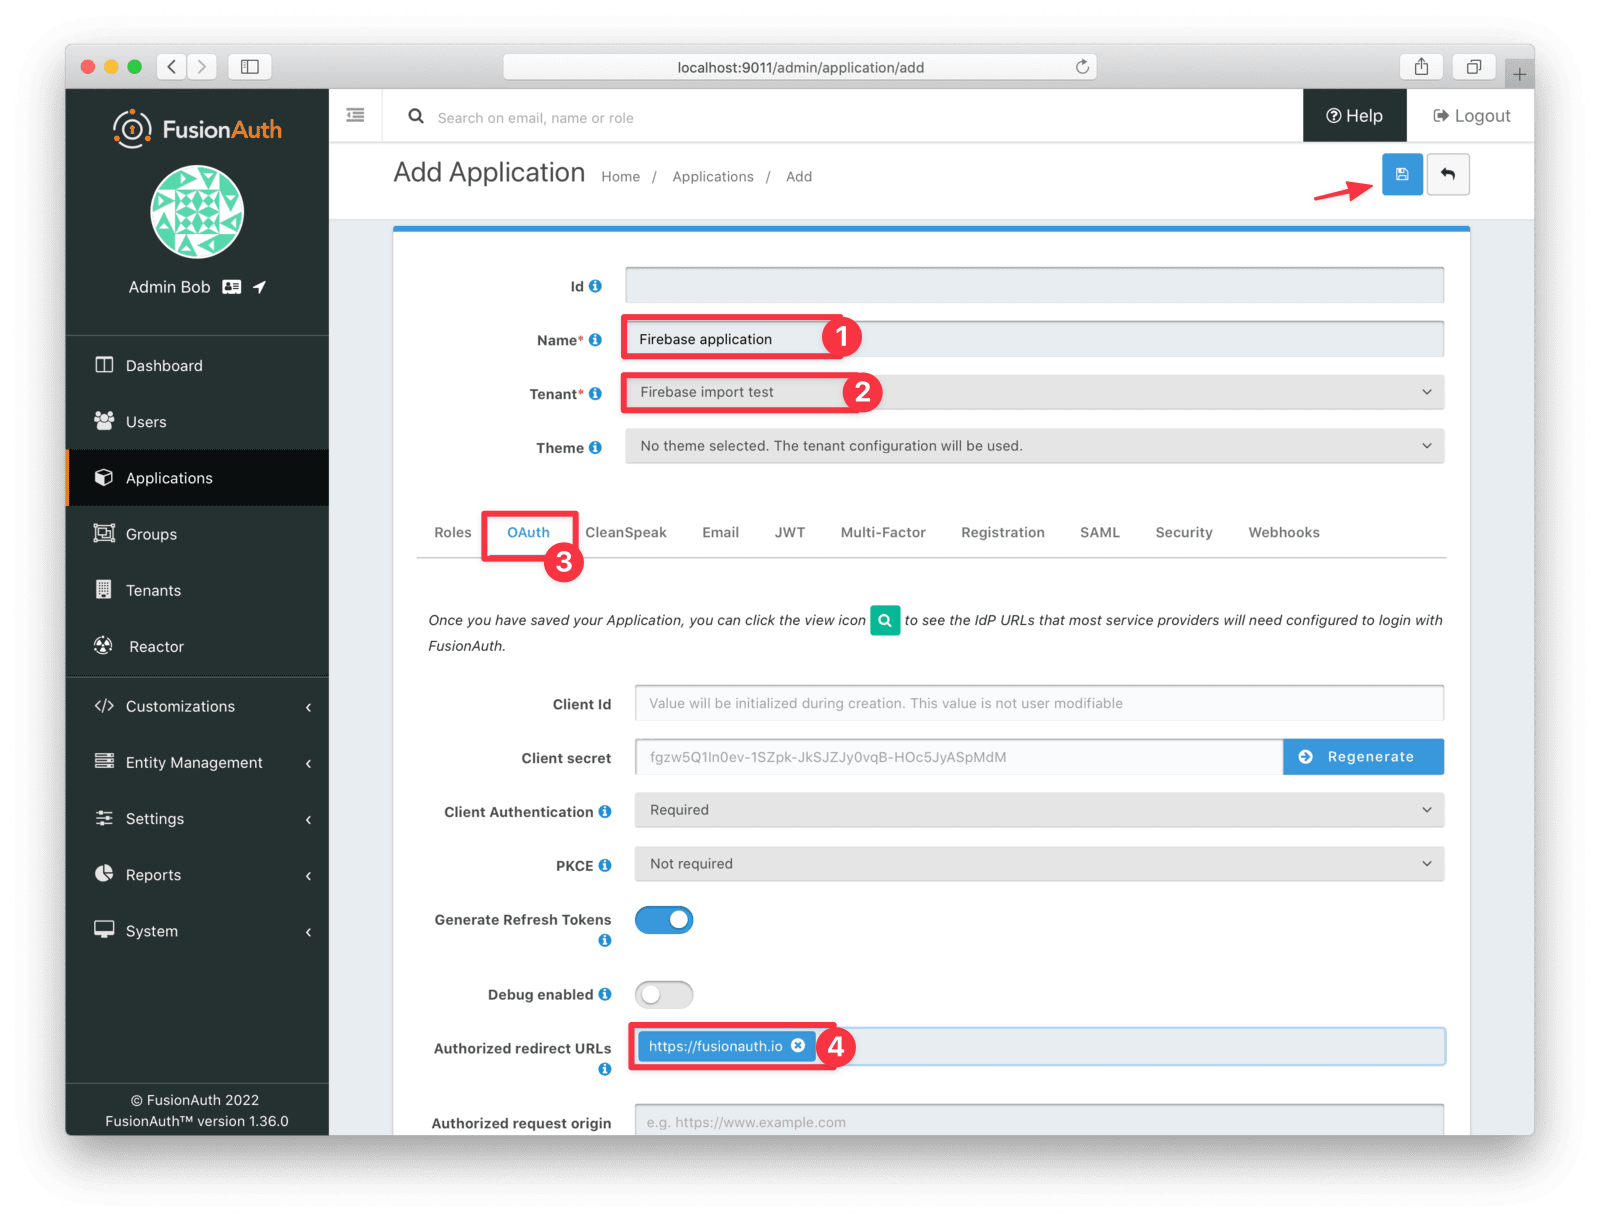 localhost:9011/admin/application/add
FusionAuth
Search on email, name or role
Help
Logout
Add Application
Home / Applications / Add
Admin Bob
Dashboard
Users
Applications
Groups
Tenants
Reactor
Customizations
Entity Management
Settings
Reports
System
© FusionAuth 2022
FusionAuth™ version 1.36.0
Id
Name* Firebase application 1
Tenant* Firebase import test 2
Theme No theme selected. The tenant configuration will be used.
Roles OAuth CleanSpeak Email JWT Multi-Factor Registration SAML Security Webhooks
3
Once you have saved your Application, you can click the view icon to see the IdP URLs that most service providers will need configured to login with
FusionAuth.
Client Id Value will be initialized during creation. This value is not user modifiable
Client secret fgzw5Q1In0ev-1SZpk-JkSJZJy0vqB-HOc5JyASpMdM Regenerate
Client Authentication Required
PKCE Not required
Generate Refresh Tokens
Debug enabled
Authorized redirect URLs https://fusionauth.io 4
Authorized request origin e.g. https://www.example.com